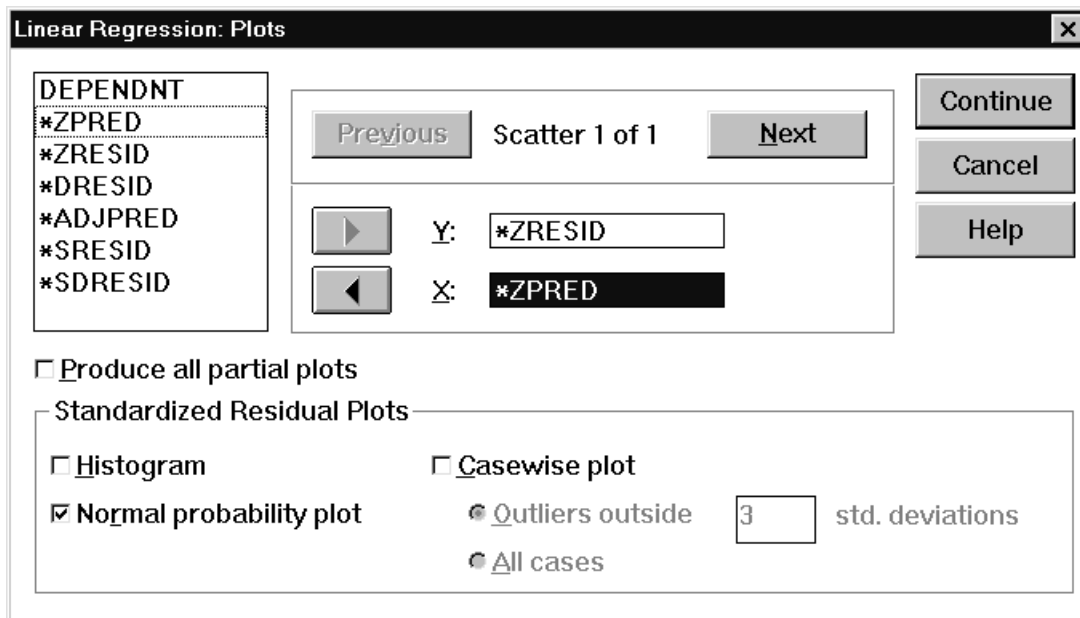 Linear Regression: Plots
DEPENDNT
*ZPRED
*ZRESID
*DRESID
*ADJPRED
*SRESID
*SDRESID
Previous
Scatter 1 of 1
Next
Y:
*ZRESID
X:
*ZPRED
Continue
Cancel
Help
Produce all partial plots
Standardized Residual Plots
Histogram
Normal probability plot
Casewise plot
Outliers outside
3
std. deviations
All cases